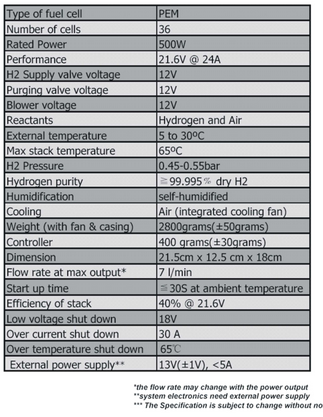 Type of fuel cell PEM
Number of cells 36
Rated Power 500W
Performance 21.6V @ 24A
H2 Supply valve voltage 12V
Purging valve voltage 12V
Blower voltage 12V
Reactants Hydrogen and Air
External temperature 5 to 30ºC
Max stack temperature 65ºC
H2 Pressure 0.45-0.55bar
Hydrogen purity ≧99.995% dry H2
Humidification self-humidified
Cooling Air (integrated cooling fan)
Weight (with fan & casing) 2800grams(±50grams)
Controller 400 grams(±30grams)
Dimension 21.5cm x 12.5 cm x 18cm
Flow rate at max output* 7 l/min
Start up time ≦30S at ambient temperature
Efficiency of stack 40% @ 21.6V
Low voltage shut down 18V
Over current shut down 30 A
Over temperature shut down 65℃
External power supply** 13V(±1V), <5A
*the flow rate may change with the power output
**system electronics need external power supply
*** The Specification is subject to change without no